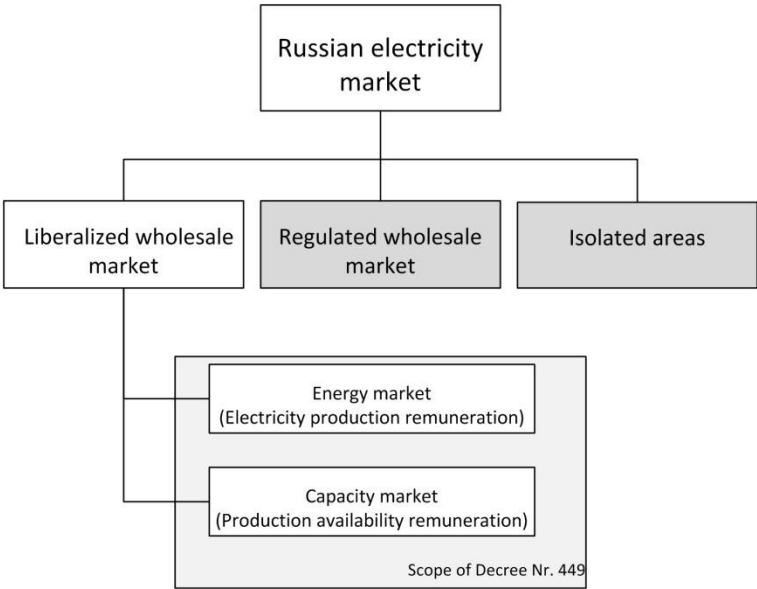 Russian electricity
market
Liberalized wholesale
market
Regulated wholesale
market
Isolated areas
Energy market
(Electricity production remuneration)
Capacity market
(Production availability remuneration)
Scope of Decree Nr. 449